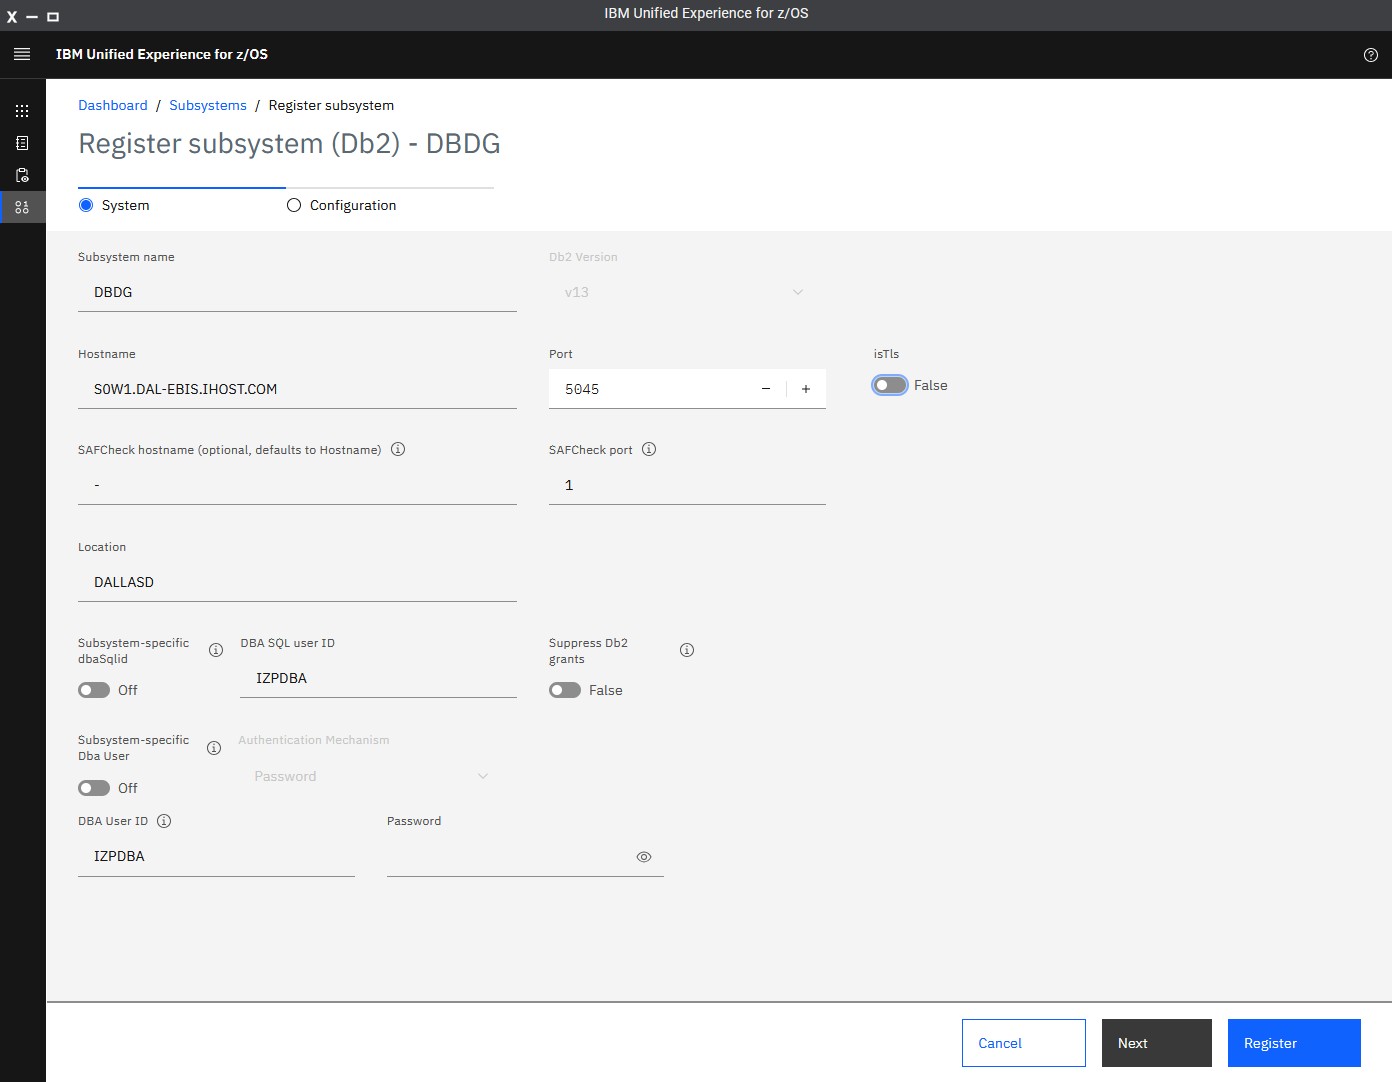 IBM Unified Experience for z/OS
IBM Unified Experience for z/OS
Dashboard / Subsystems / Register subsystem
Register subsystem (Db2) - DBDG
System
Configuration
Subsystem name
Db2 Version
DBDG
v13
Hostname
Port
isTls
S0W1.DAL-EBIS.IHOST.COM
5045
False
SAFCheck hostname (optional, defaults to Hostname)
SAFCheck port
-
1
Location
DALLASD
Subsystem-specific
dbaSqlid
Off
DBA SQL user ID
IZPDBA
Suppress Db2
grants
False
Subsystem-specific
Dba User
Off
Authentication Mechanism
Password
DBA User ID
Password
IZPDBA
Cancel
Next
Register